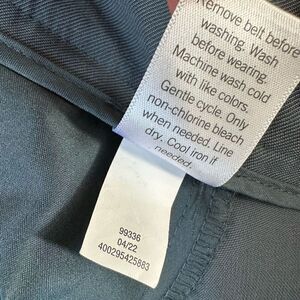 Remove belt before
washing. Wash
before wearing.
Machine wash cold
with like colors.
Gentle cycle. Only
non-chlorine bleach
when needed. Line
dry. Cool iron if
needed.
99336
04/22
400295425883